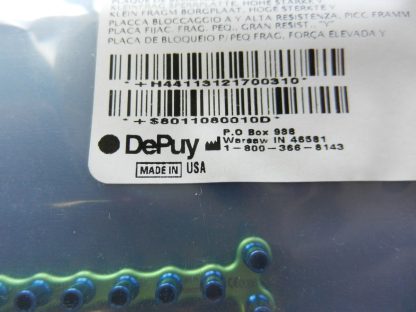 KLEIN FRAGM BORGPLAAT, HOGE STERKTE Y
PLACCA BLOCCAGGIO A Y ALTA RESISTENZA, PICC FRAMM.
PLACA FIJAC. FRAG. PEQ., GRAN RESIST., "Y"
PLACA DE BLOQUEIO P/ PEQ FRAG, FORÇA ELEVADA Y
*+H44113121700310*
*+$8011080010D*
DePuy
P.O Box 988
Warsaw IN 46581
1-800-366-8143
MADE IN USA